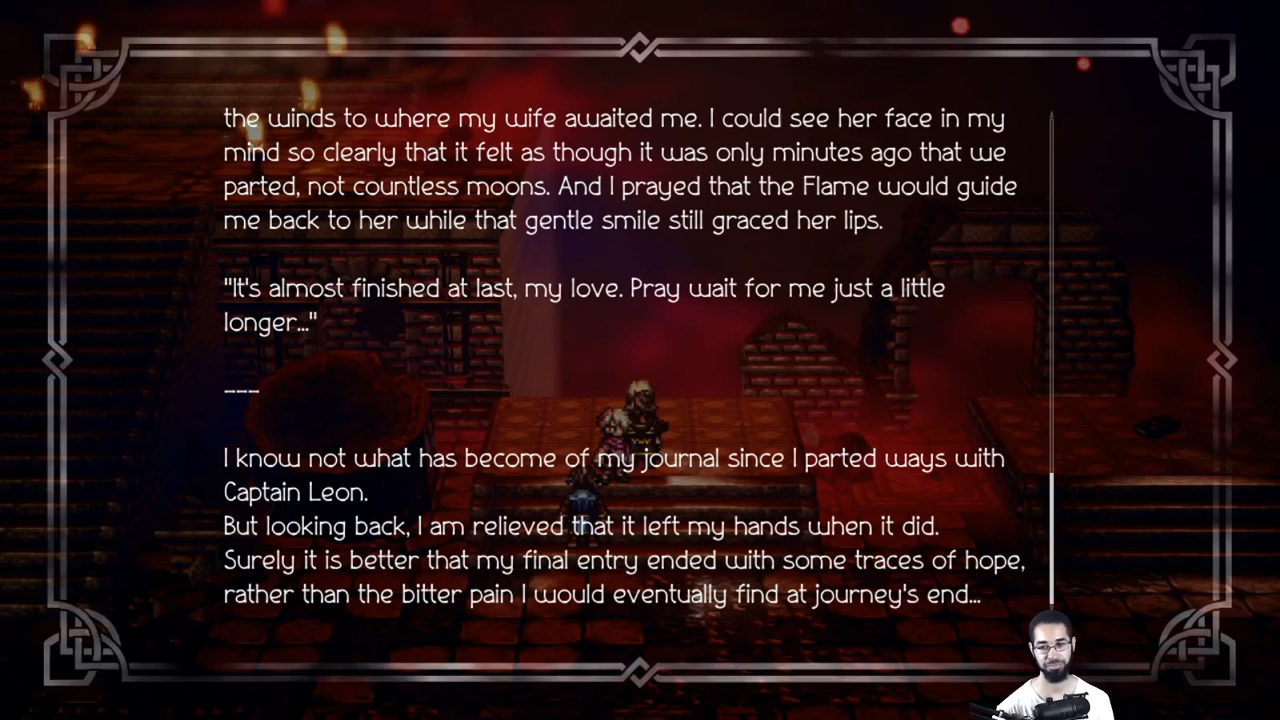 the winds to where my wife awaited me. I could see her face in my
mind so clearly that it felt as though it was only minutes ago that we
parted, not countless moons. And I prayed that the Flame would guide
me back to her while that gentle smile still graced her lips.
"It's almost finished at last, my love. Pray wait for me just a little
longer..."
---
I know not what has become of my journal since I parted ways with
Captain Leon.
But looking back, I am relieved that it left my hands when it did.
Surely it is better that my final entry ended with some traces of hope,
rather than the bitter pain I would eventually find at journey's end...